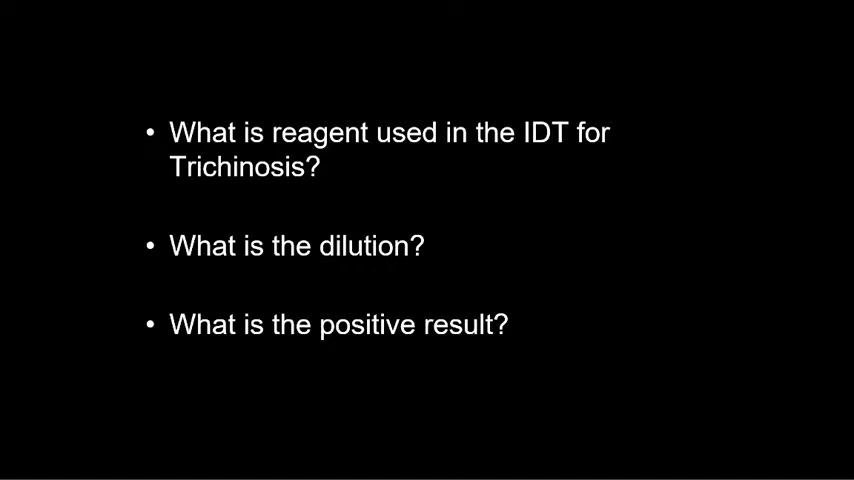 • What is reagent used in the IDT for
Trichinosis?
• What is the dilution?
• What is the positive result?